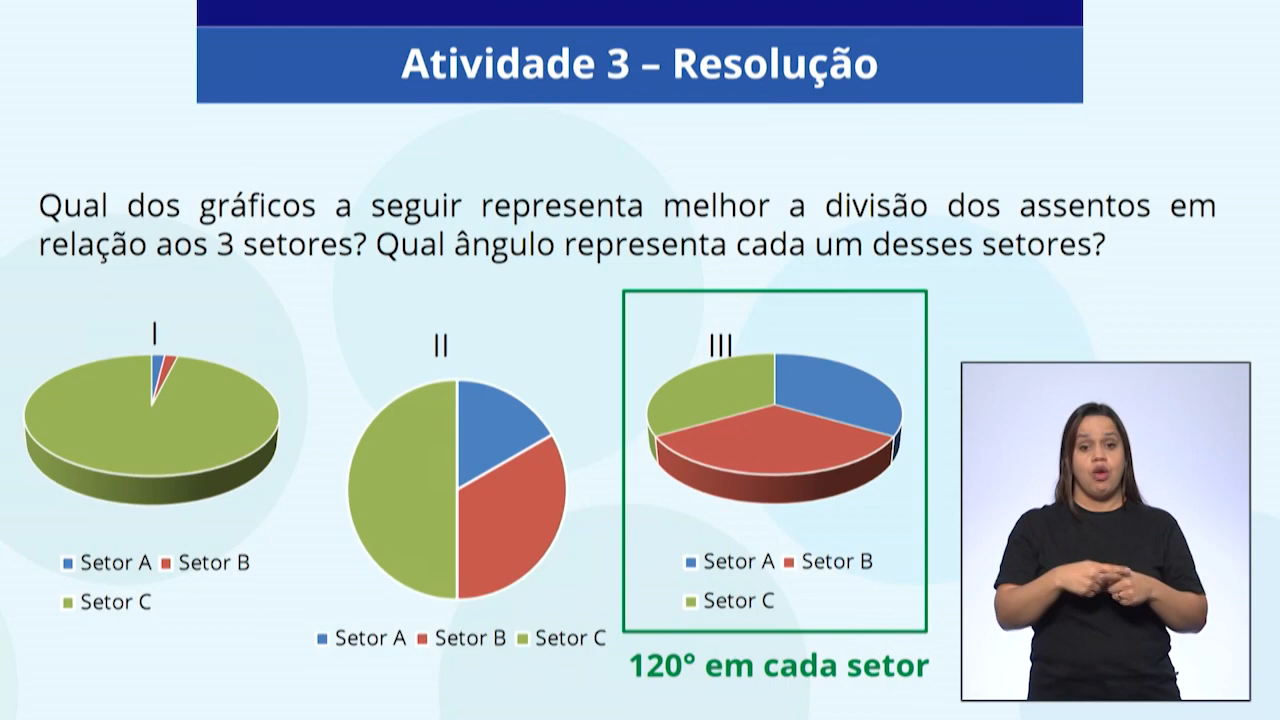 Atividade 3 – Resolução
Qual dos gráficos a seguir representa melhor a divisão dos assentos em
relação aos 3 setores? Qual ângulo representa cada um desses setores?
I
Setor A Setor B
Setor C
II
Setor A Setor B Setor C
III
Setor A Setor B
Setor C
120° em cada setor